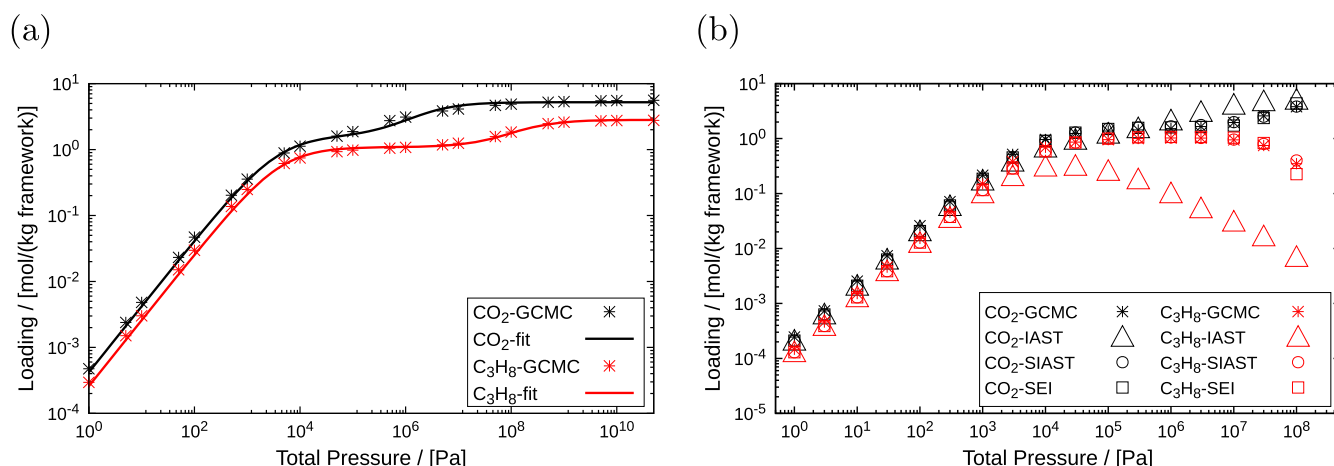 (a)
Loading / [mol/(kg framework)]
10^1
10^0
10^-1
10^-2
10^-3
10^-4
CO₂-GCMC
CO₂-fit
C₃H₈-GCMC
C₃H₈-fit
10^0 10^2 10^4 10^6 10^8 10^10
Total Pressure / [Pa]
(b)
Loading / [mol/(kg framework)]
10^1
10^0
10^-1
10^-2
10^-3
10^-4
10^-5
CO₂-GCMC C₃H₈-GCMC
CO₂-IAST C₃H₈-IAST
CO₂-SIAST C₃H₈-SIAST
CO₂-SEI C₃H₈-SEI
10^0 10^1 10^2 10^3 10^4 10^5 10^6 10^7 10^8
Total Pressure / [Pa]